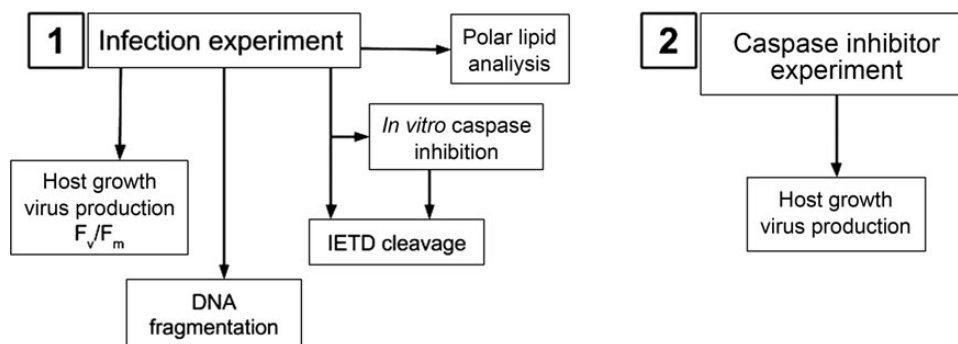 1
Infection experiment
Polar lipid
analiysis
In vitro caspase
inhibition
Host growth
virus production
Fv/Fm
IETD cleavage
DNA
fragmentation
2
Caspase inhibitor
experiment
Host growth
virus production